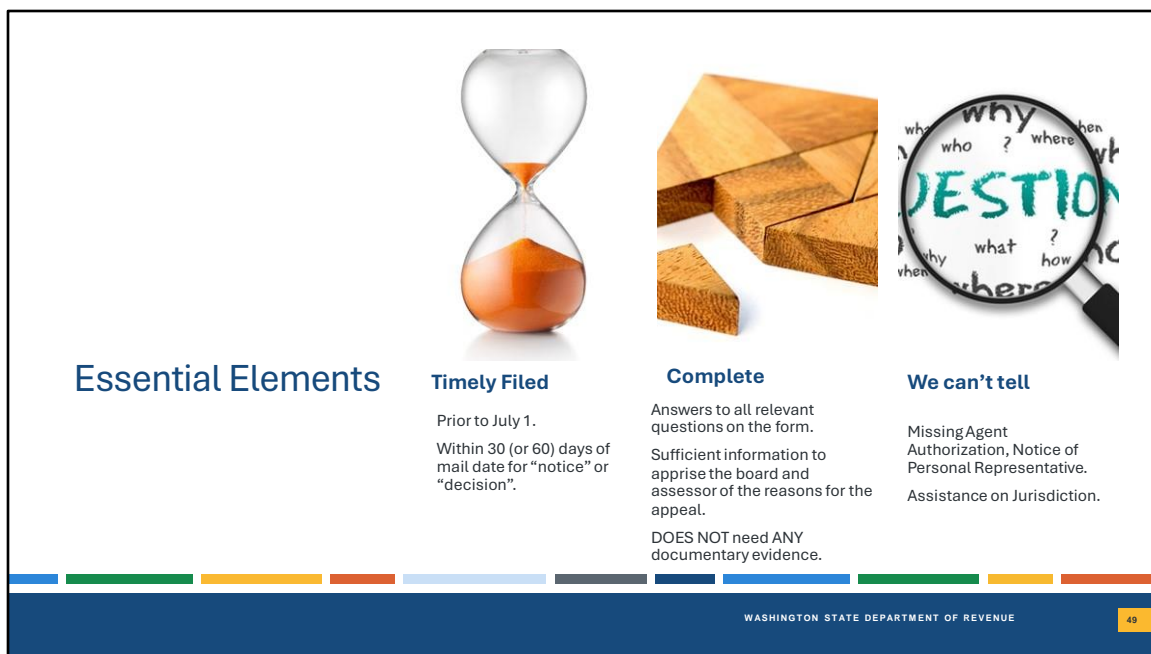 Essential Elements
Timely Filed
Prior to July 1.
Within 30 (or 60) days of
mail date for “notice” or
“decision”.
Complete
Answers to all relevant
questions on the form.
Sufficient information to
apprise the board and
assessor of the reasons for the
appeal.
DOES NOT need ANY
documentary evidence.
why
who
?
where
what
?
how
why
when
where
We can’t tell
Missing Agent
Authorization, Notice of
Personal Representative.
Assistance on Jurisdiction.
WASHINGTON STATE DEPARTMENT OF REVENUE
49